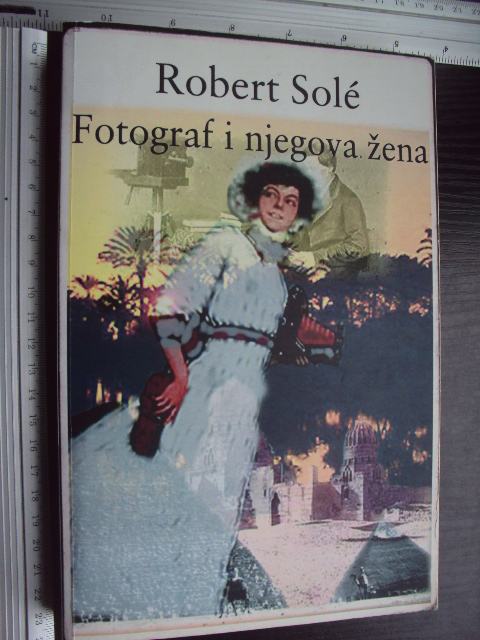 Robert Solé
Fotograf i njegova žena